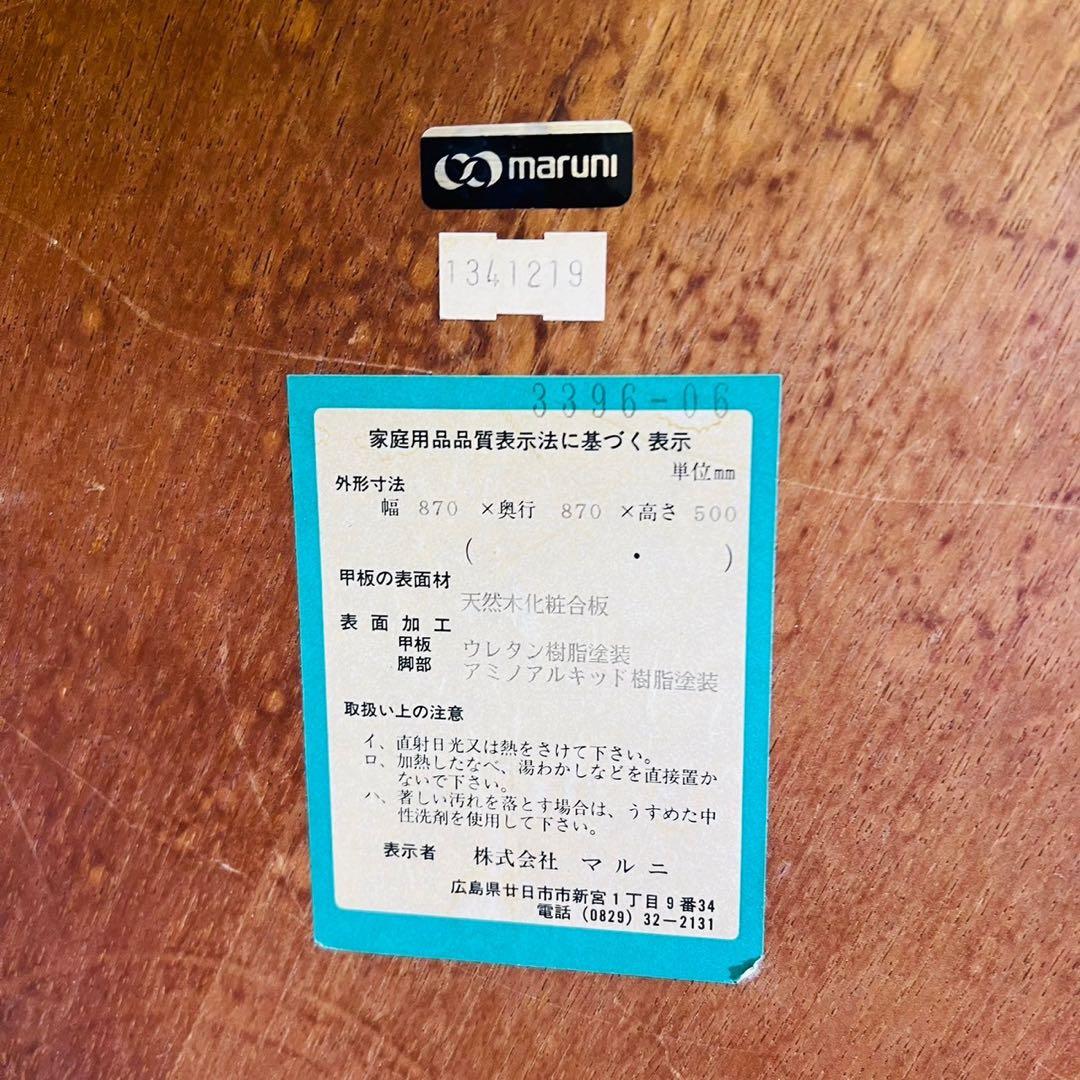 maruni
1341219
3396-06
家庭用品品質表示法に基づく表示
単位mm
外形寸法
幅 870 ×奥行 870 ×高さ 500
( ・ )
甲板の表面材
天然木化粧合板
表面加工
甲板 ウレタン樹脂塗装
脚部 アミノアルキッド樹脂塗装
取扱い上の注意
イ、直射日光又は熱をさけて下さい。
ロ、加熱したなべ、湯わかしなどを直接置か
ないで下さい。
ハ、著しい汚れを落とす場合は、うすめた中
性洗剤を使用して下さい。
表示者 株式会社 マルニ
広島県廿日市市新宮1丁目9番34
電話 (0829) 32-2131